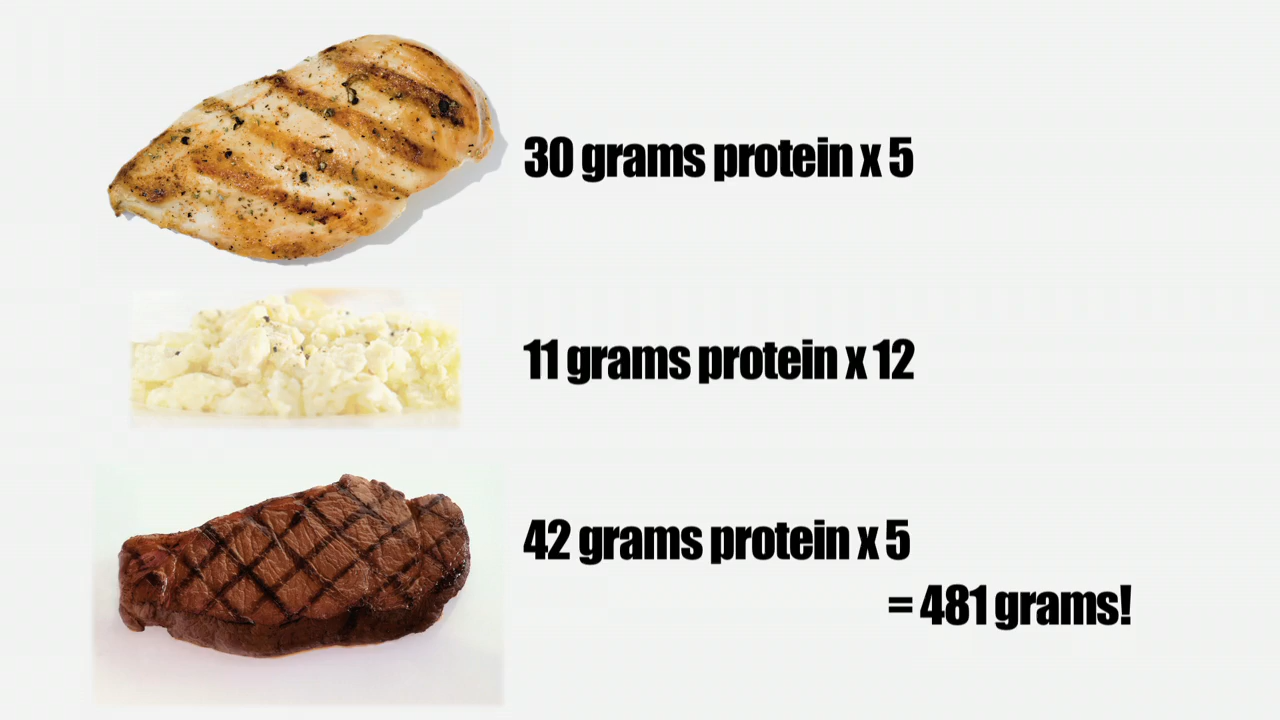 30 grams protein x 5
11 grams protein x 12
42 grams protein x 5
= 481 grams!